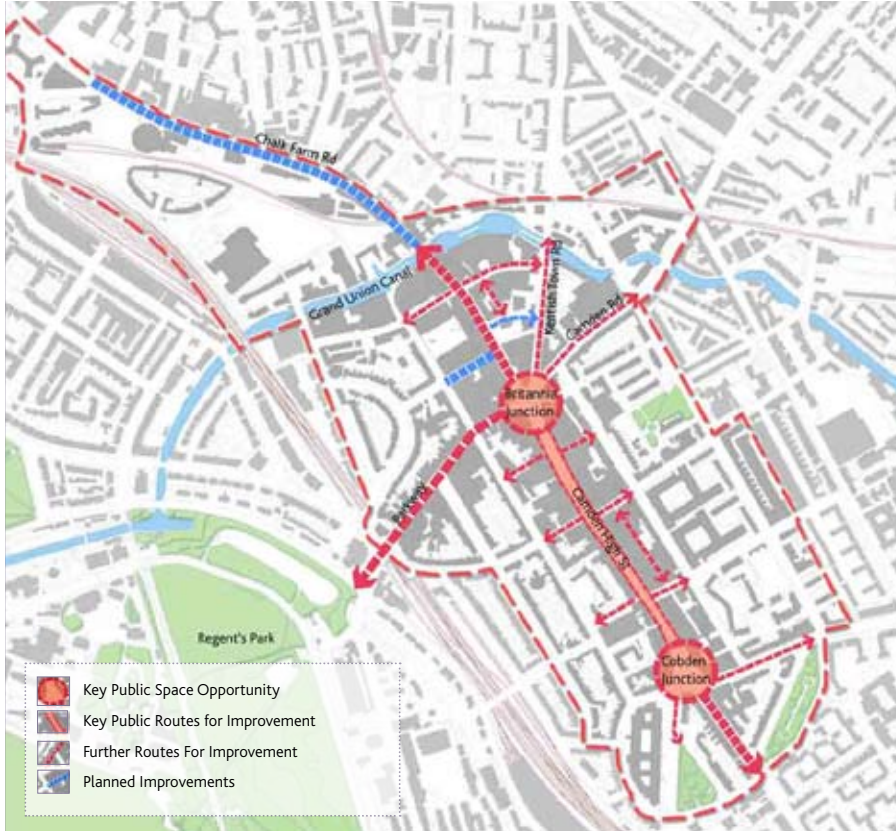 Chalk Farm Rd
Grand Union Canal
Kentish Town Rd
Camden Rd
Britannia
Junction
Parkway
Camden High St
Regent's Park
Cobden
Junction
Key Public Space Opportunity
Key Public Routes for Improvement
Further Routes For Improvement
Planned Improvements